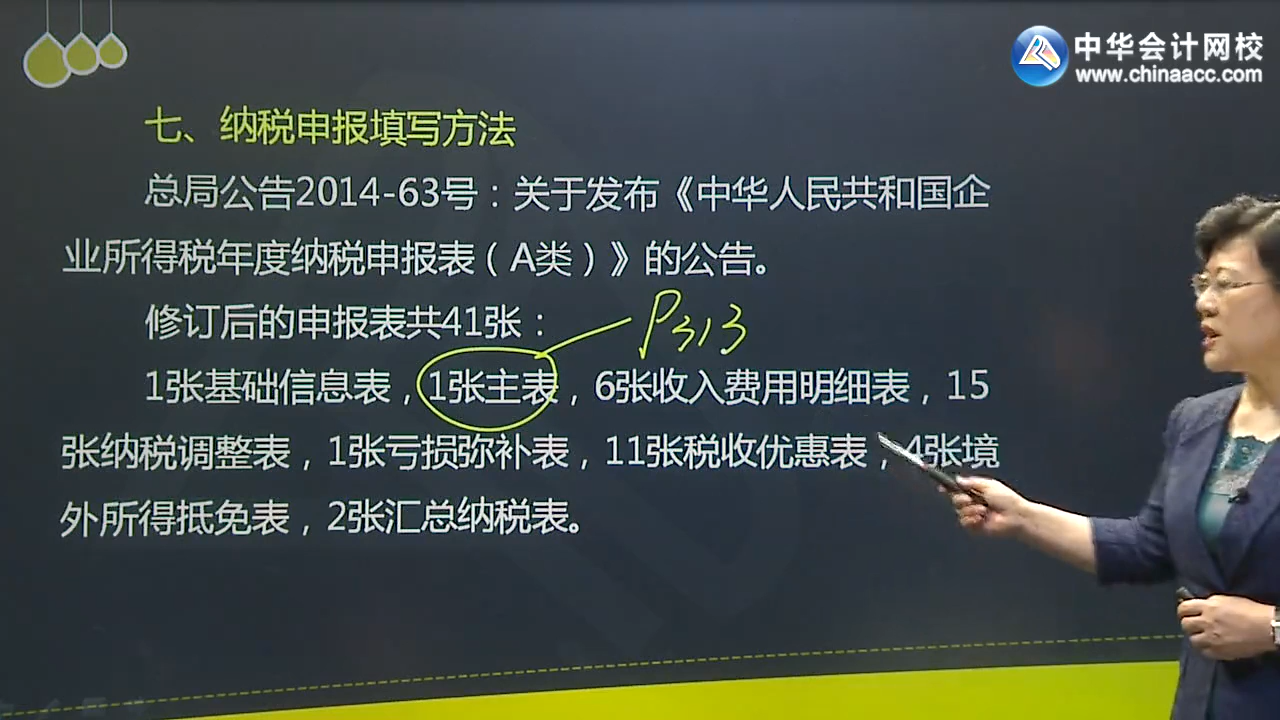 中华会计网校
www.chinaacc.com
七、纳税申报填写方法
总局公告2014-63号：关于发布《中华人民共和国企
业所得税年度纳税申报表（A类）》的公告。
修订后的申报表共41张：
P313
1张基础信息表，1张主表，6张收入费用明细表，15
张纳税调整表，1张亏损弥补表，11张税收优惠表，4张境
外所得抵免表，2张汇总纳税表。